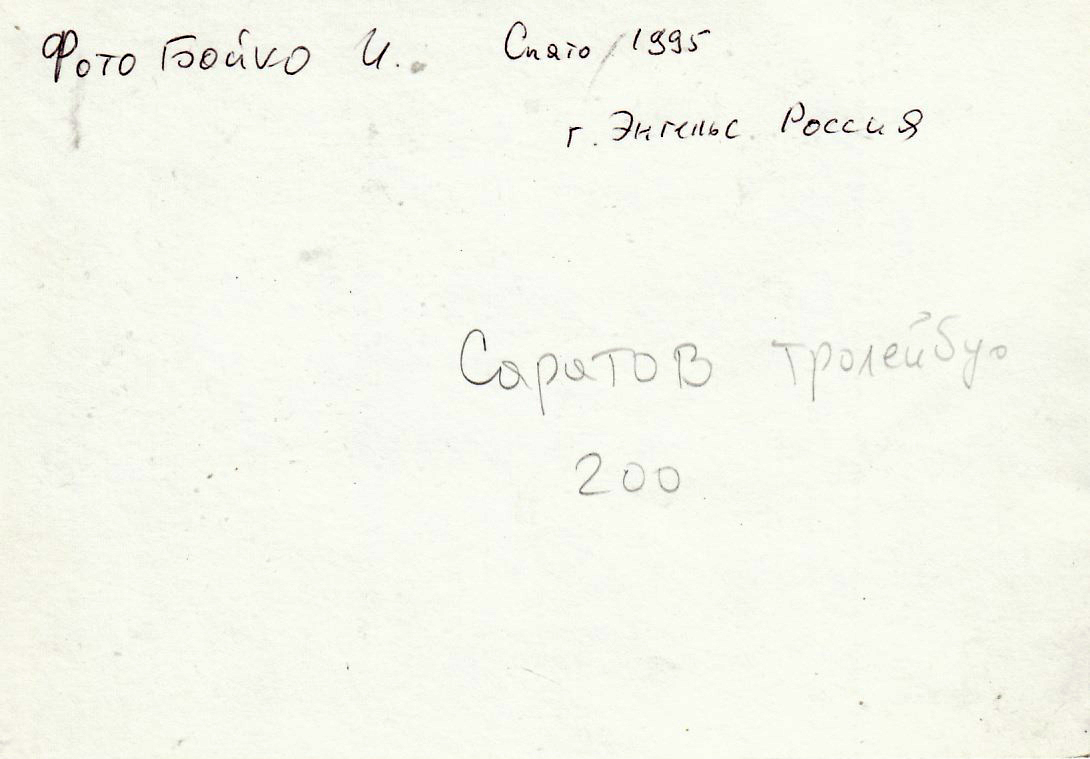 Фото Бойко И. Снято 1995
г. Энгельс Россия
Саратов тролейбус
200